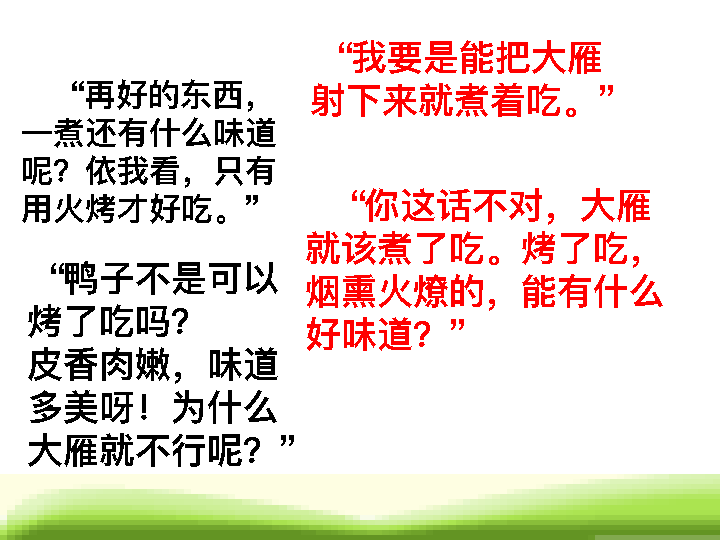 “再好的东西，
一煮还有什么味道
呢？依我看，只有
用火烤才好吃。”
“鸭子不是可以
烤了吃吗？
皮香肉嫩，味道
多美呀！为什么
大雁就不行呢？”
“我要是能把大雁
射下来就煮着吃。”
“你这话不对，大雁
就该煮了吃。烤了吃，
烟熏火燎的，能有什么
好味道？”